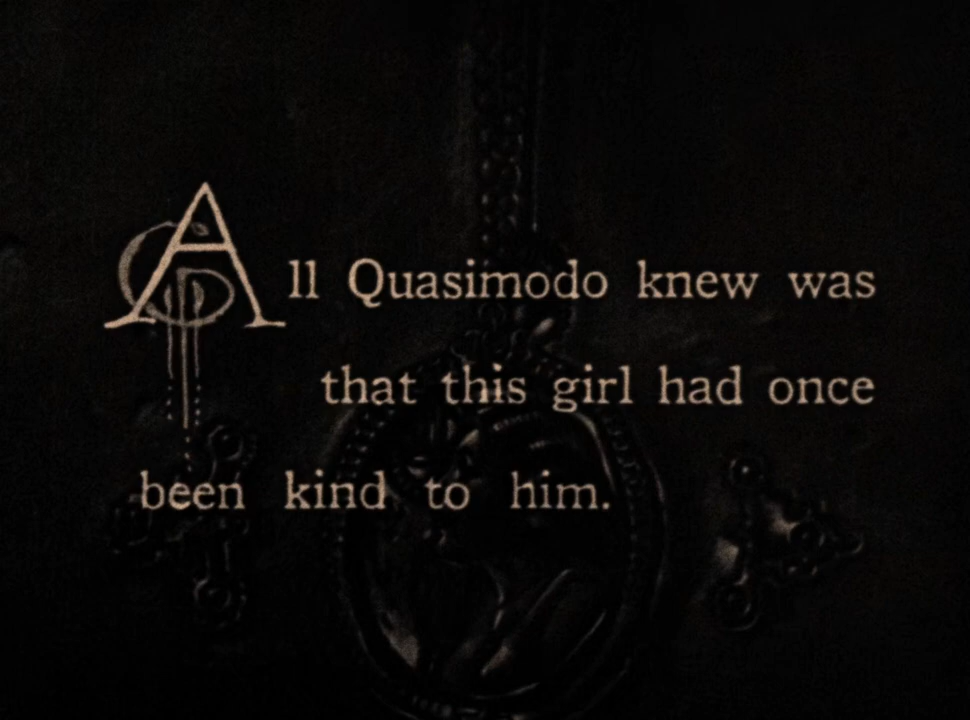 All Quasimodo knew was
that this girl had once
been kind to him.